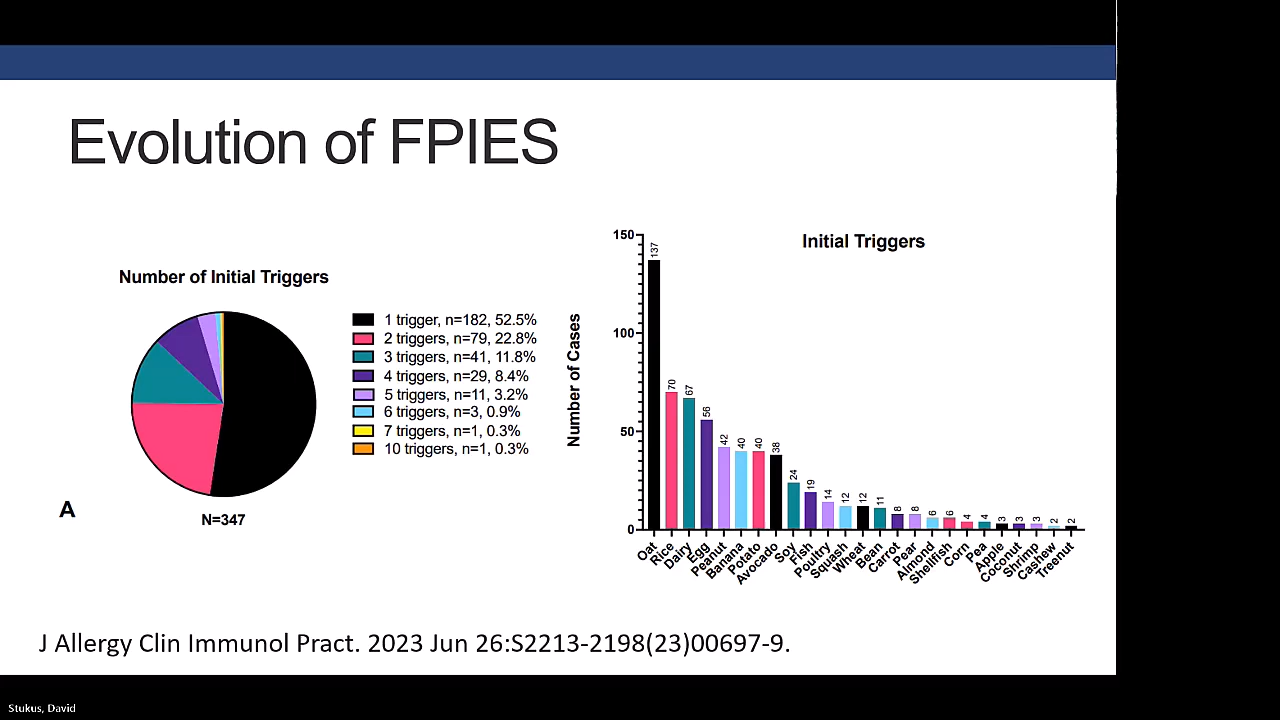 Evolution of FPIES
Number of Initial Triggers
1 trigger, n=182, 52.5%
2 triggers, n=79, 22.8%
3 triggers, n=41, 11.8%
4 triggers, n=29, 8.4%
5 triggers, n=11, 3.2%
6 triggers, n=3, 0.9%
7 triggers, n=1, 0.3%
10 triggers, n=1, 0.3%
A
N=347
Initial Triggers
Number of Cases
150
100
50
0
137
70
67
56
42
40
40
38
24
19
14
12
12
11
8
8
6
6
4
4
3
3
3
2
2
Oat
Rice
Dairy
Egg
Peanut
Banana
Potato
Avocado
Soy
Fish
Poultry
Squash
Wheat
Bean
Carrot
Pear
Almond
Shellfish
Corn
Pea
Apple
Coconut
Shrimp
Cashew
Treenut
J Allergy Clin Immunol Pract. 2023 Jun 26:S2213-2198(23)00697-9.
Stukus, David